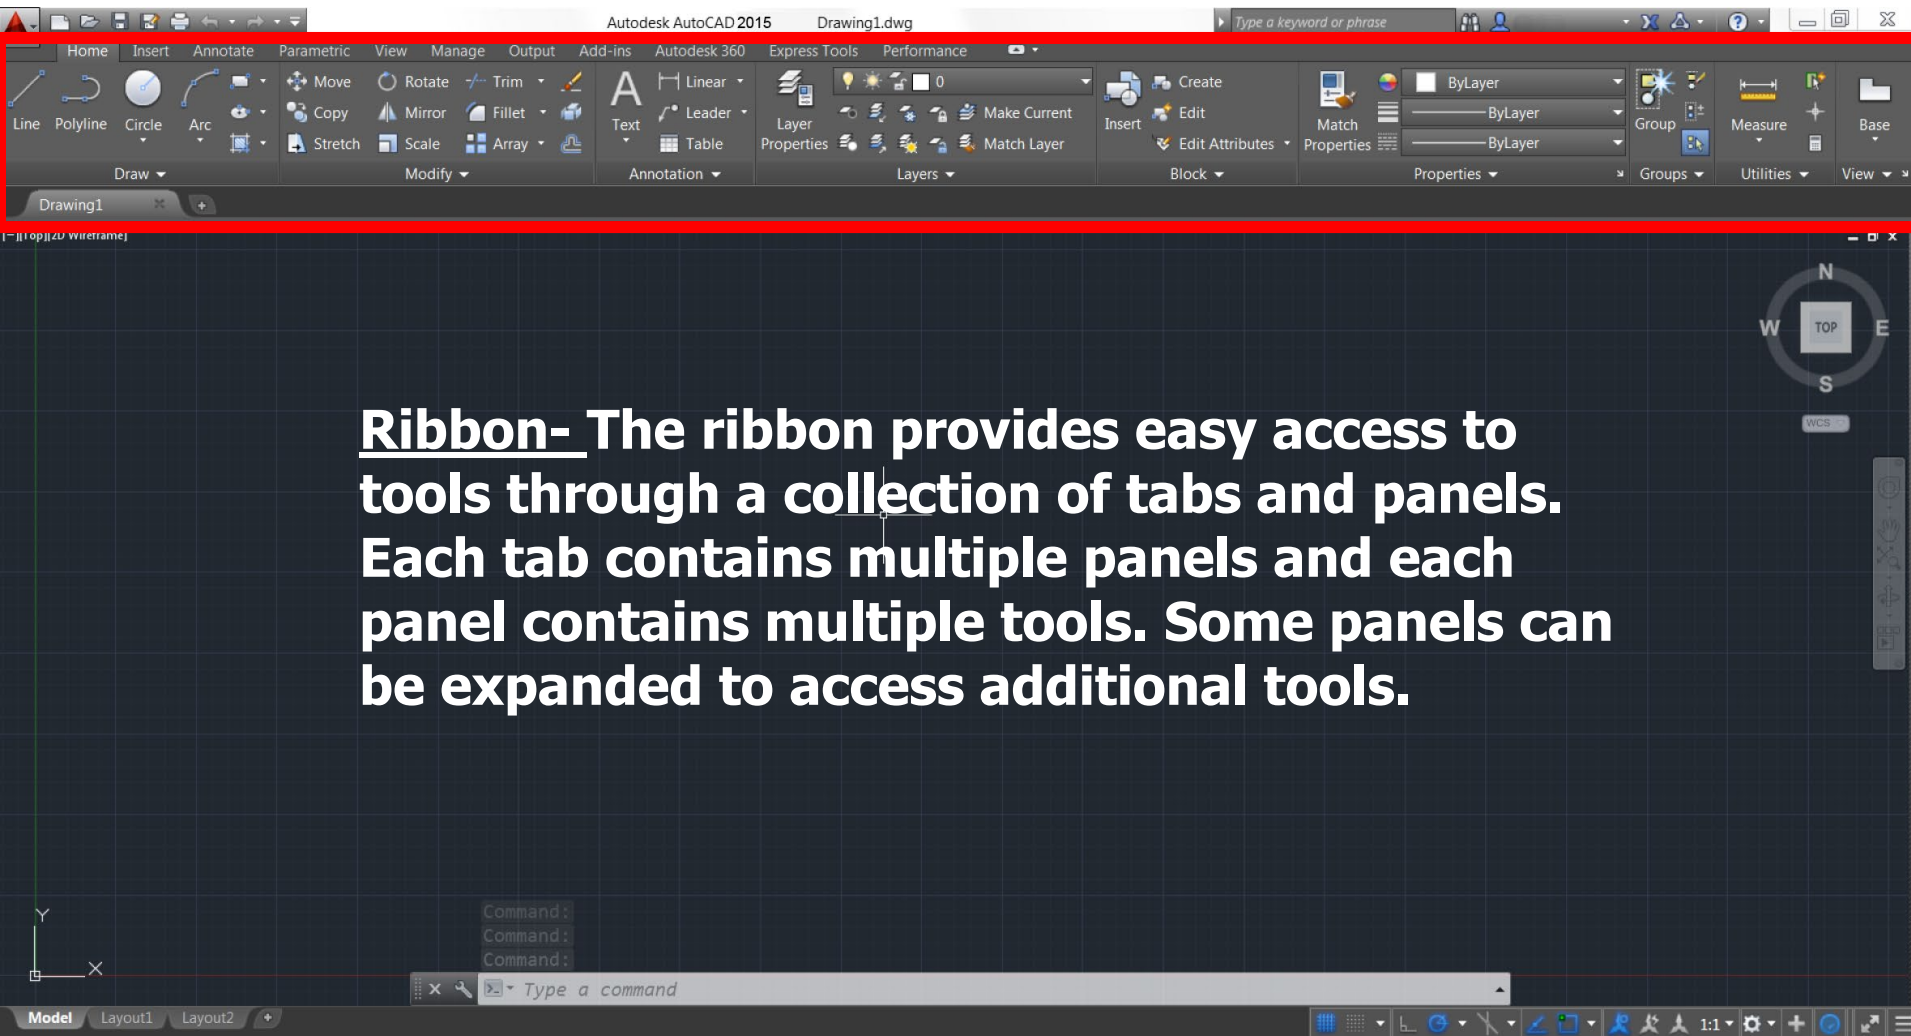 Autodesk AutoCAD 2015 Drawing1.dwg Type a keyword or phrase
Home Insert Annotate Parametric View Manage Output Add-ins Autodesk 360 Express Tools Performance
Move Rotate Trim Linear 0 Create ByLayer
Copy Mirror Fillet Leader Make Current Edit ByLayer
Line Polyline Circle Arc Text Layer Properties Insert Match Properties Group Measure Base
Stretch Scale Array Table Match Layer Edit Attributes ByLayer
Draw Modify Annotation Layers Block Properties Groups Utilities View
Drawing1
[−][Top][2D Wireframe]
N
W TOP E
S
WCS
Ribbon- The ribbon provides easy access to
tools through a collection of tabs and panels.
Each tab contains multiple panels and each
panel contains multiple tools. Some panels can
be expanded to access additional tools.
Y
X
Command:
Command:
Command:
Type a command
Model Layout1 Layout2 1:1